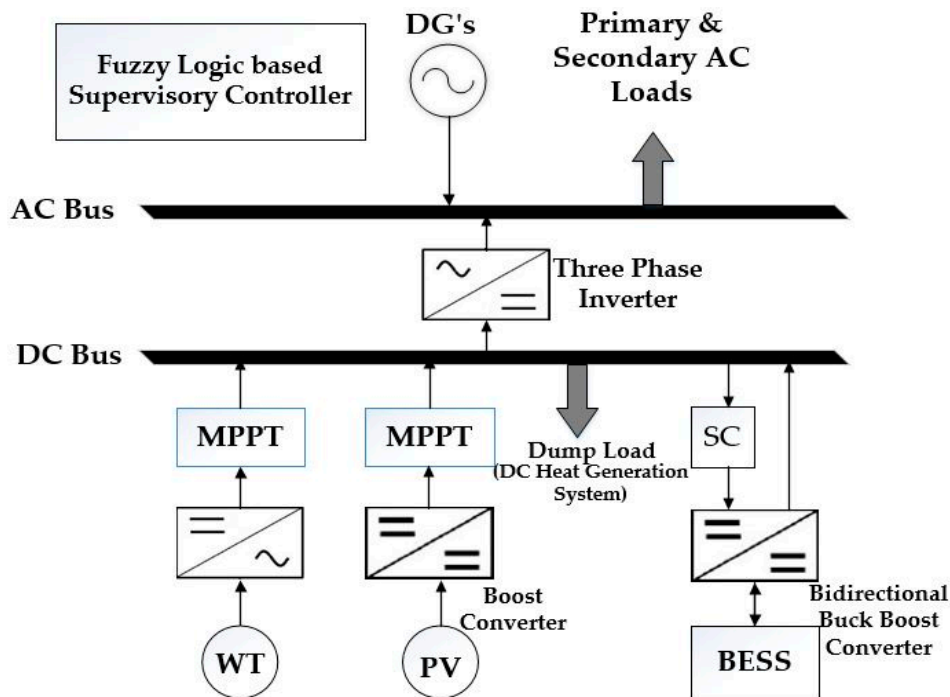 Fuzzy Logic based
Supervisory Controller
DG's
Primary &
Secondary AC
Loads
AC Bus
Three Phase
Inverter
DC Bus
MPPT
MPPT
Dump Load
(DC Heat Generation
System)
SC
Boost
Converter
Bidirectional
Buck Boost
Converter
WT
PV
BESS